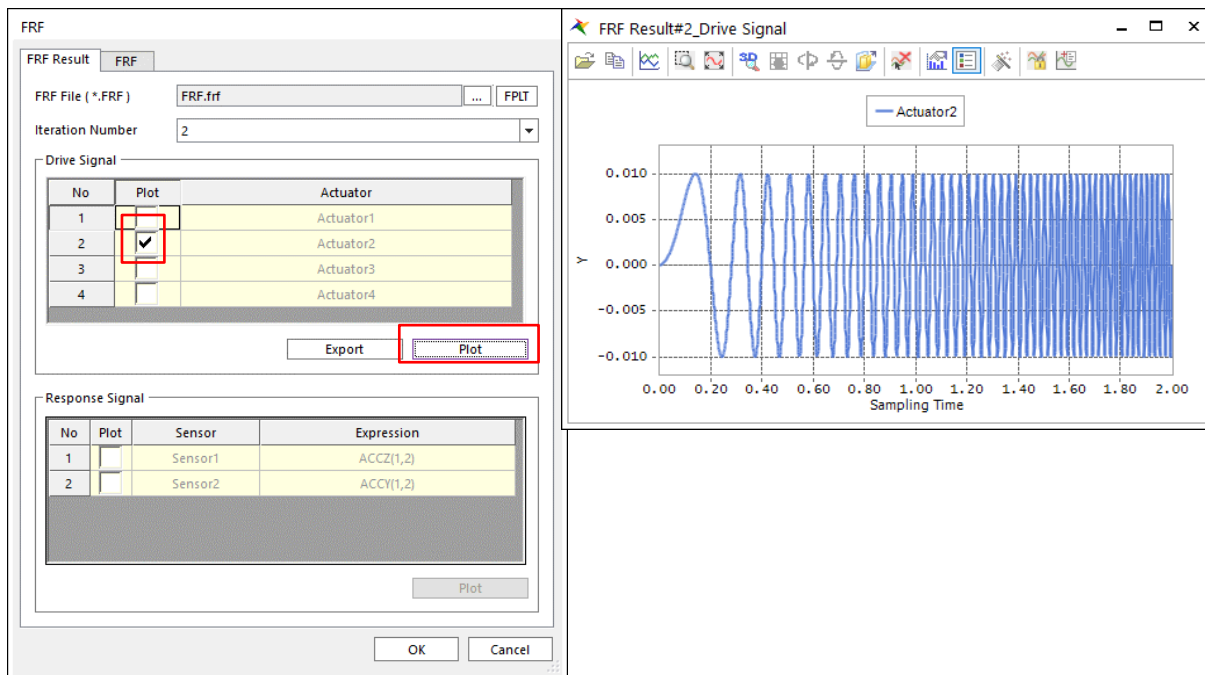 FRF
FRF Result FRF
FRF File ( *.FRF ) FRF.frf ... FPLT
Iteration Number 2
Drive Signal
No Plot Actuator
1 Actuator1
2 Actuator2
3 Actuator3
4 Actuator4
Export Plot
Response Signal
No Plot Sensor Expression
1 Sensor1 ACCZ(1,2)
2 Sensor2 ACCY(1,2)
Plot
OK Cancel
FRF Result#2_Drive Signal
3D
Actuator2
0.010
0.005
0.000
-0.005
-0.010
Y
0.00 0.20 0.40 0.60 0.80 1.00 1.20 1.40 1.60 1.80 2.00
Sampling Time